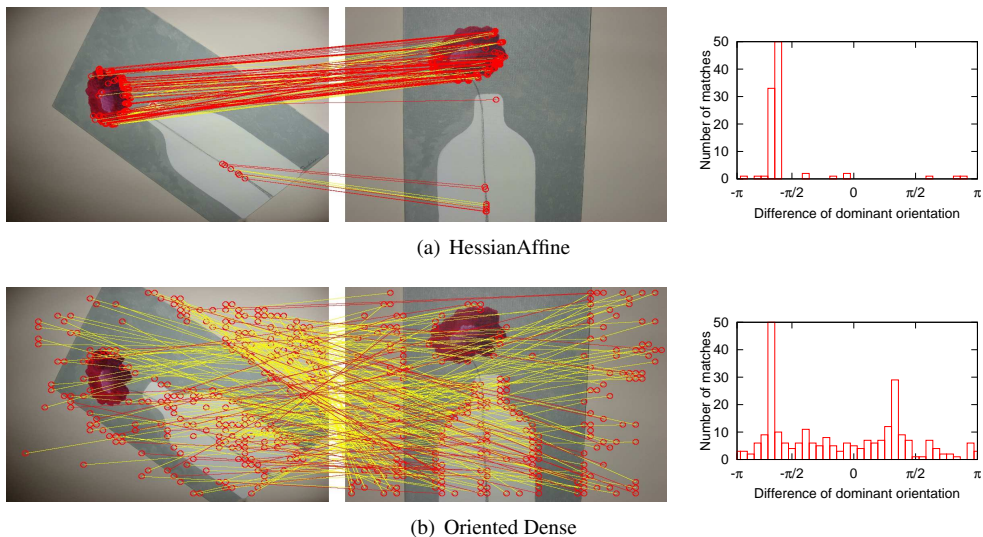 50
40
30
20
10
0
Number of matches
-π
-π/2
0
π/2
π
Difference of dominant orientation
(a) HessianAffine
50
40
30
20
10
0
Number of matches
-π
-π/2
0
π/2
π
Difference of dominant orientation
(b) Oriented Dense